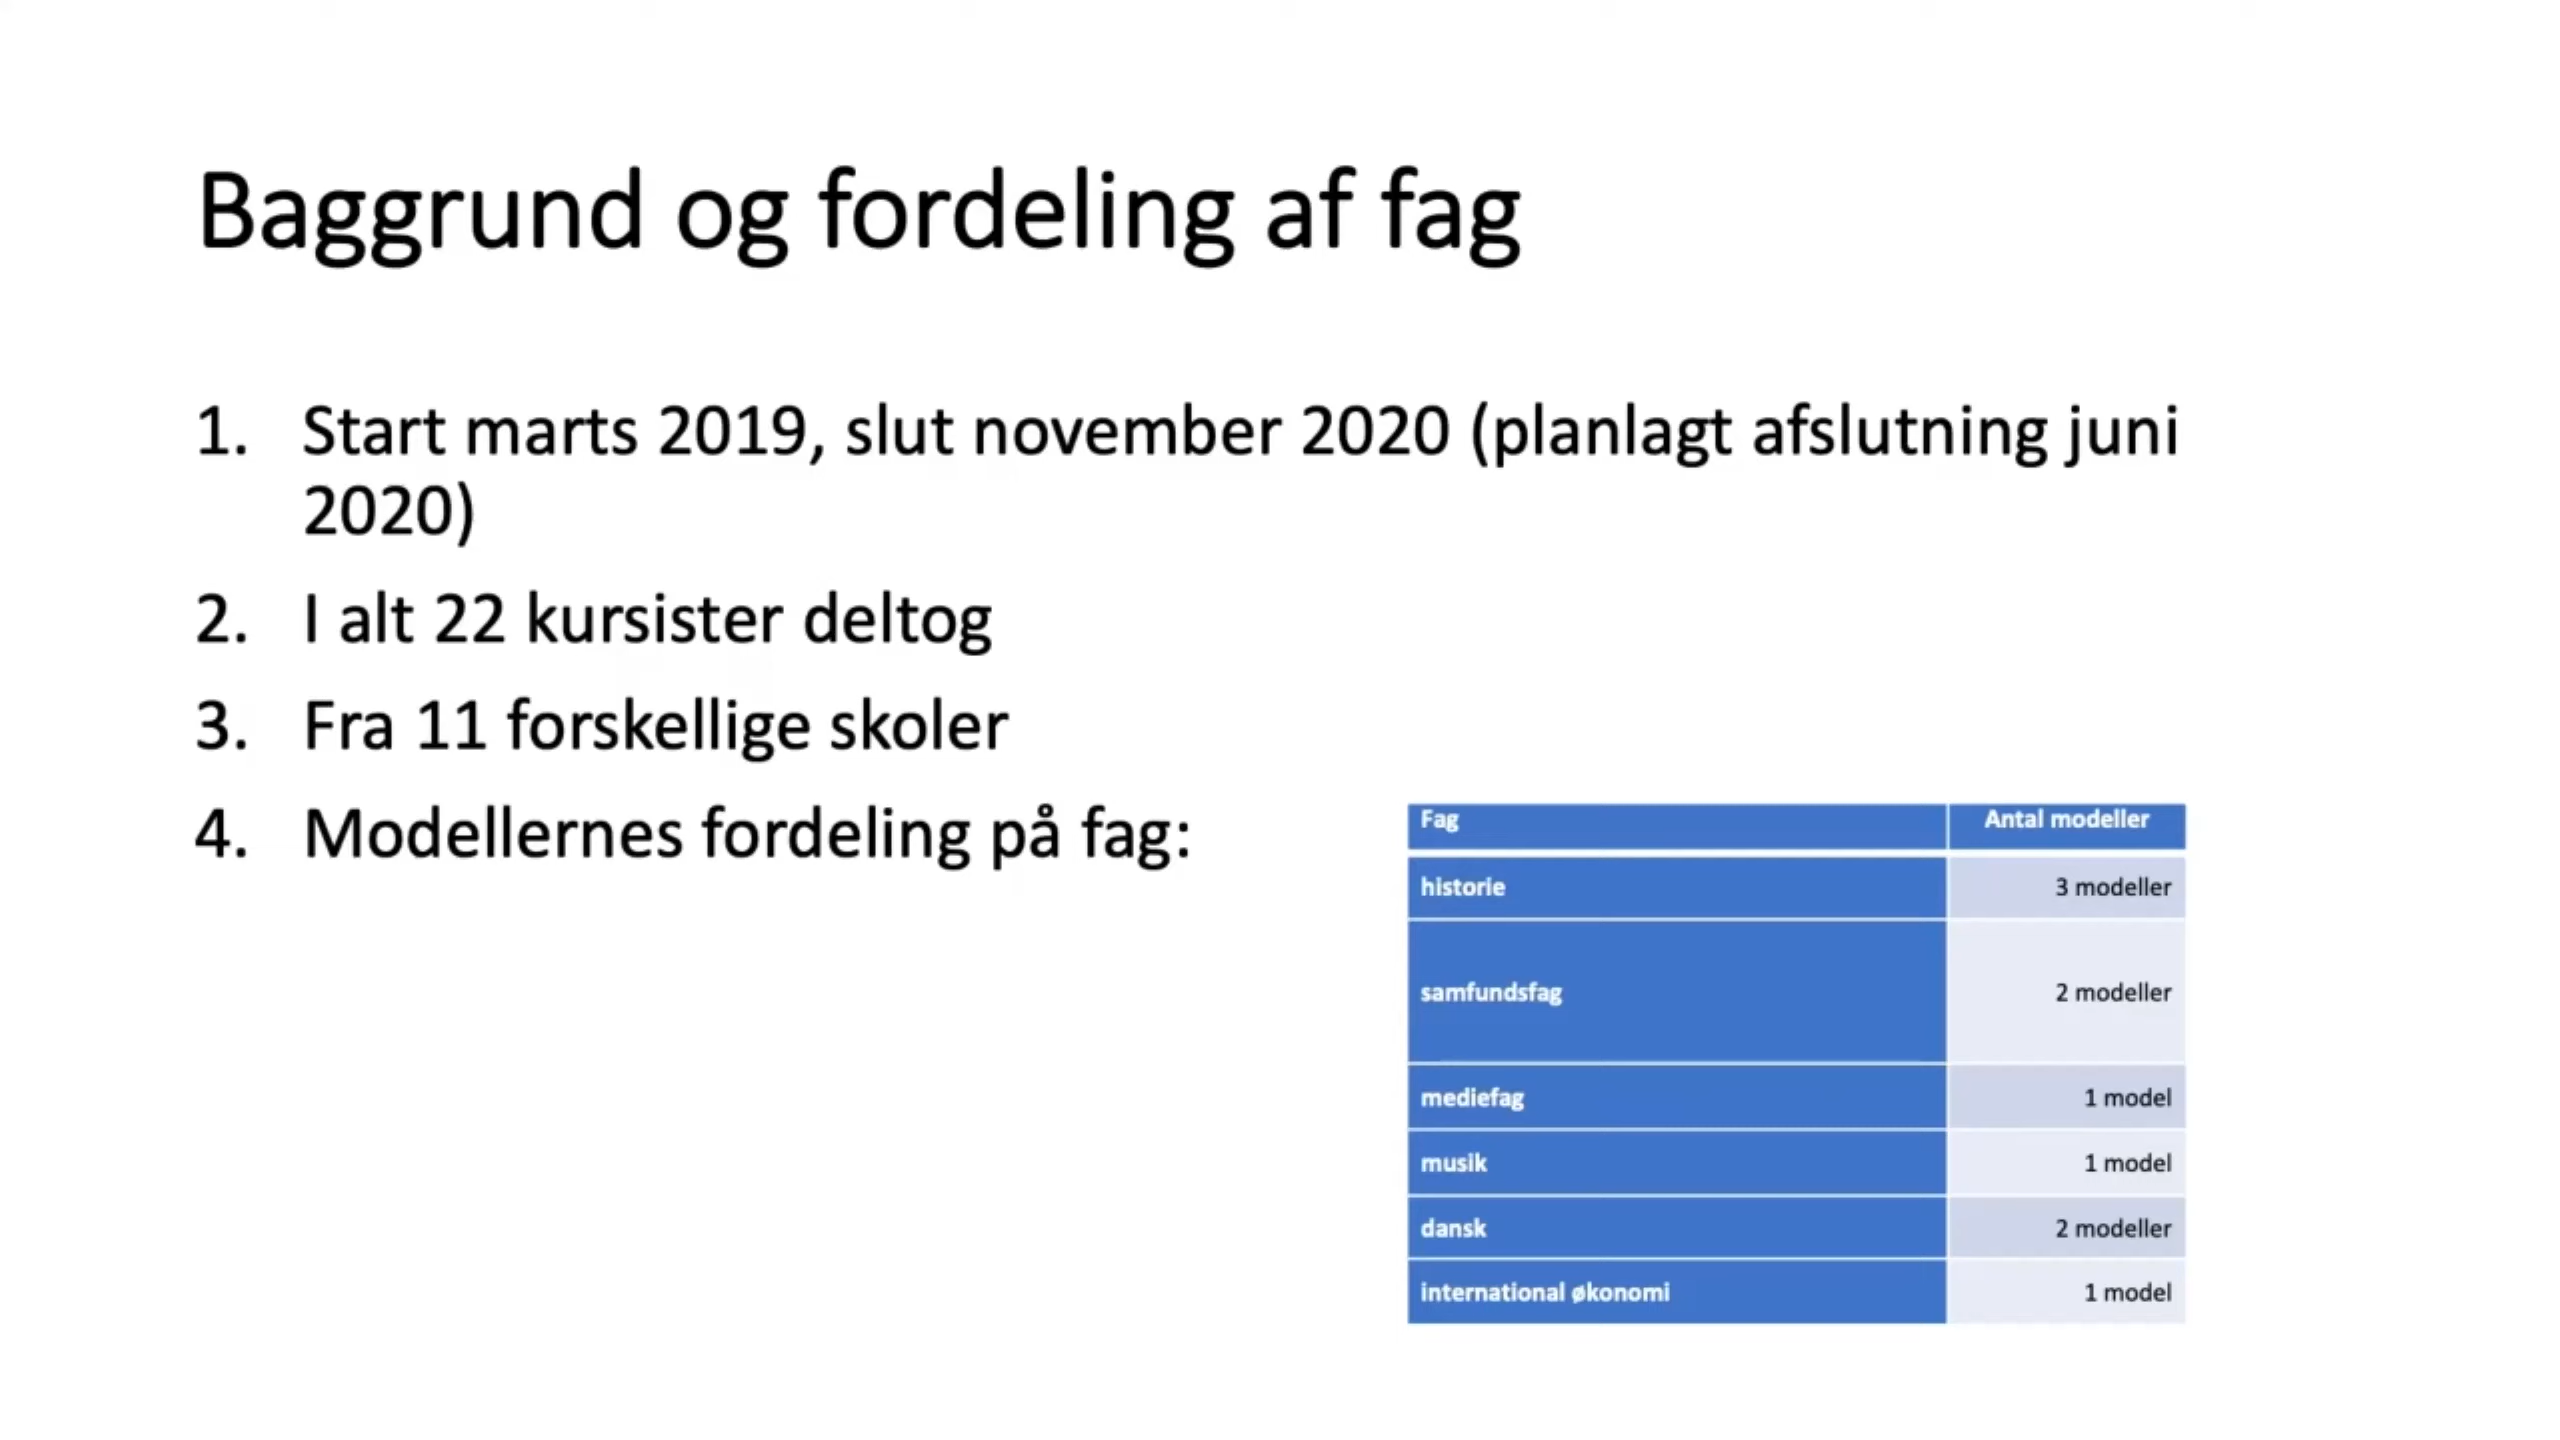 Baggrund og fordeling af fag
1. Start marts 2019, slut november 2020 (planlagt afslutning juni
2020)
2. I alt 22 kursister deltog
3. Fra 11 forskellige skoler
4. Modellernes fordeling på fag:
Fag Antal modeller
historie 3 modeller
samfundsfag 2 modeller
mediefag 1 model
musik 1 model
dansk 2 modeller
international økonomi 1 model